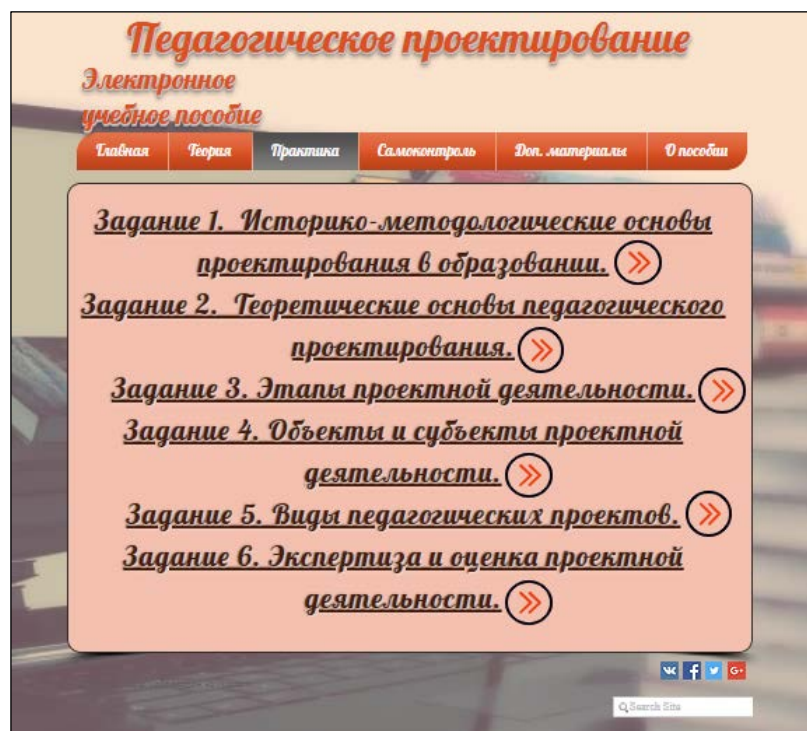 Педагогическое проектирование
Электронное
учебное пособие
Главная Теория Практика Самоконтроль Доп. материалы О пособии
Задание 1. Историко-методологические основы
проектирования в образовании.
Задание 2. Теоретические основы педагогического
проектирования.
Задание 3. Этапы проектной деятельности.
Задание 4. Объекты и субъекты проектной
деятельности.
Задание 5. Виды педагогических проектов.
Задание 6. Экспертиза и оценка проектной
деятельности.
Search Site